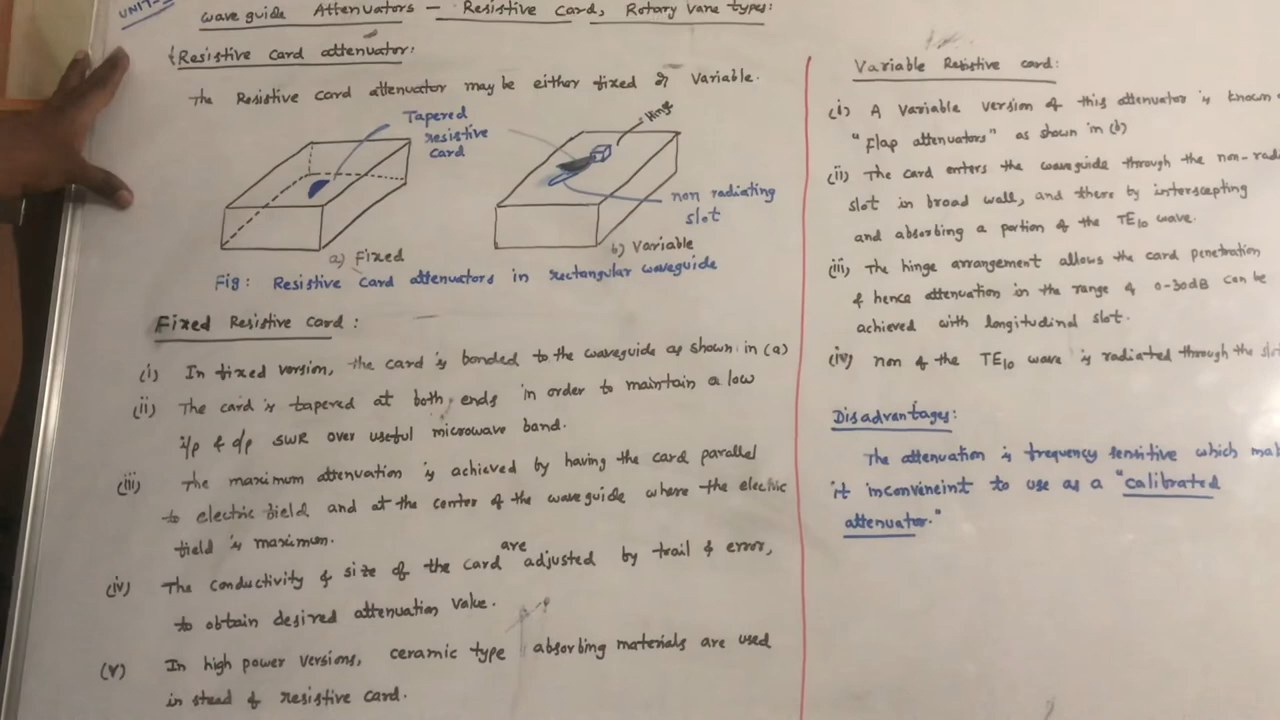 UNIT-
Wave guide Attenuators - Resistive Card, Rotary Vane types:
Resistive Card attenuator:
The Resistive Card attenuator may be either fixed or Variable.
Tapered
resistive
card
Hinge
non radiating
slot
a) Fixed
b) Variable
Fig: Resistive Card attenuators in rectangular waveguide
Fixed Resistive Card:
(i) In fixed version, the card is bonded to the waveguide as shown in (a)
(ii) The card is tapered at both ends in order to maintain a low
i/p & o/p SWR over useful microwave band.
(iii) The maximum attenuation is achieved by having the card parallel
to electric field and at the center of the waveguide where the electric
field is maximum.
(iv) The conductivity & size of the card are adjusted by trail & error,
to obtain desired attenuation value.
(v) In high power versions, ceramic type absorbing materials are used
in stead of resistive card.
Variable Resistive card:
(i) A variable version of this attenuator is known
"flap attenuators" as shown in (b)
(ii) The card enters the waveguide through the non-radi
slot in broad wall, and there by interscepting
and absorbing a portion of the TE10 wave.
(iii) The hinge arrangement allows the card penetration
& hence attenuation in the range of 0-30dB can be
achieved with longitudinal slot.
(iv) non of the TE10 wave is radiated through the slo
Disadvantages:
The attenuation is frequency sensitive which mak
it inconveneint to use as a "calibrated
attenuator."